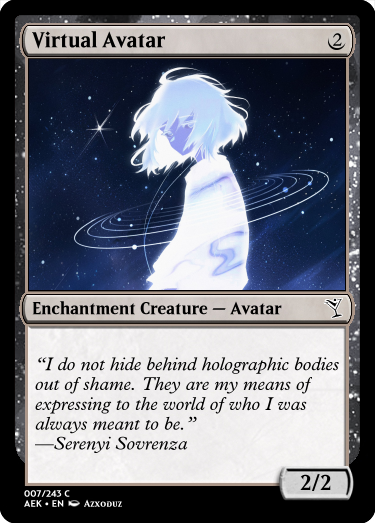 Virtual Avatar 2
Enchantment Creature — Avatar
“I do not hide behind holographic bodies
out of shame. They are my means of
expressing to the world of who I was
always meant to be.”
—Serenyi Sovrenza
2/2
007/243 C
AEK • EN Azxoduz